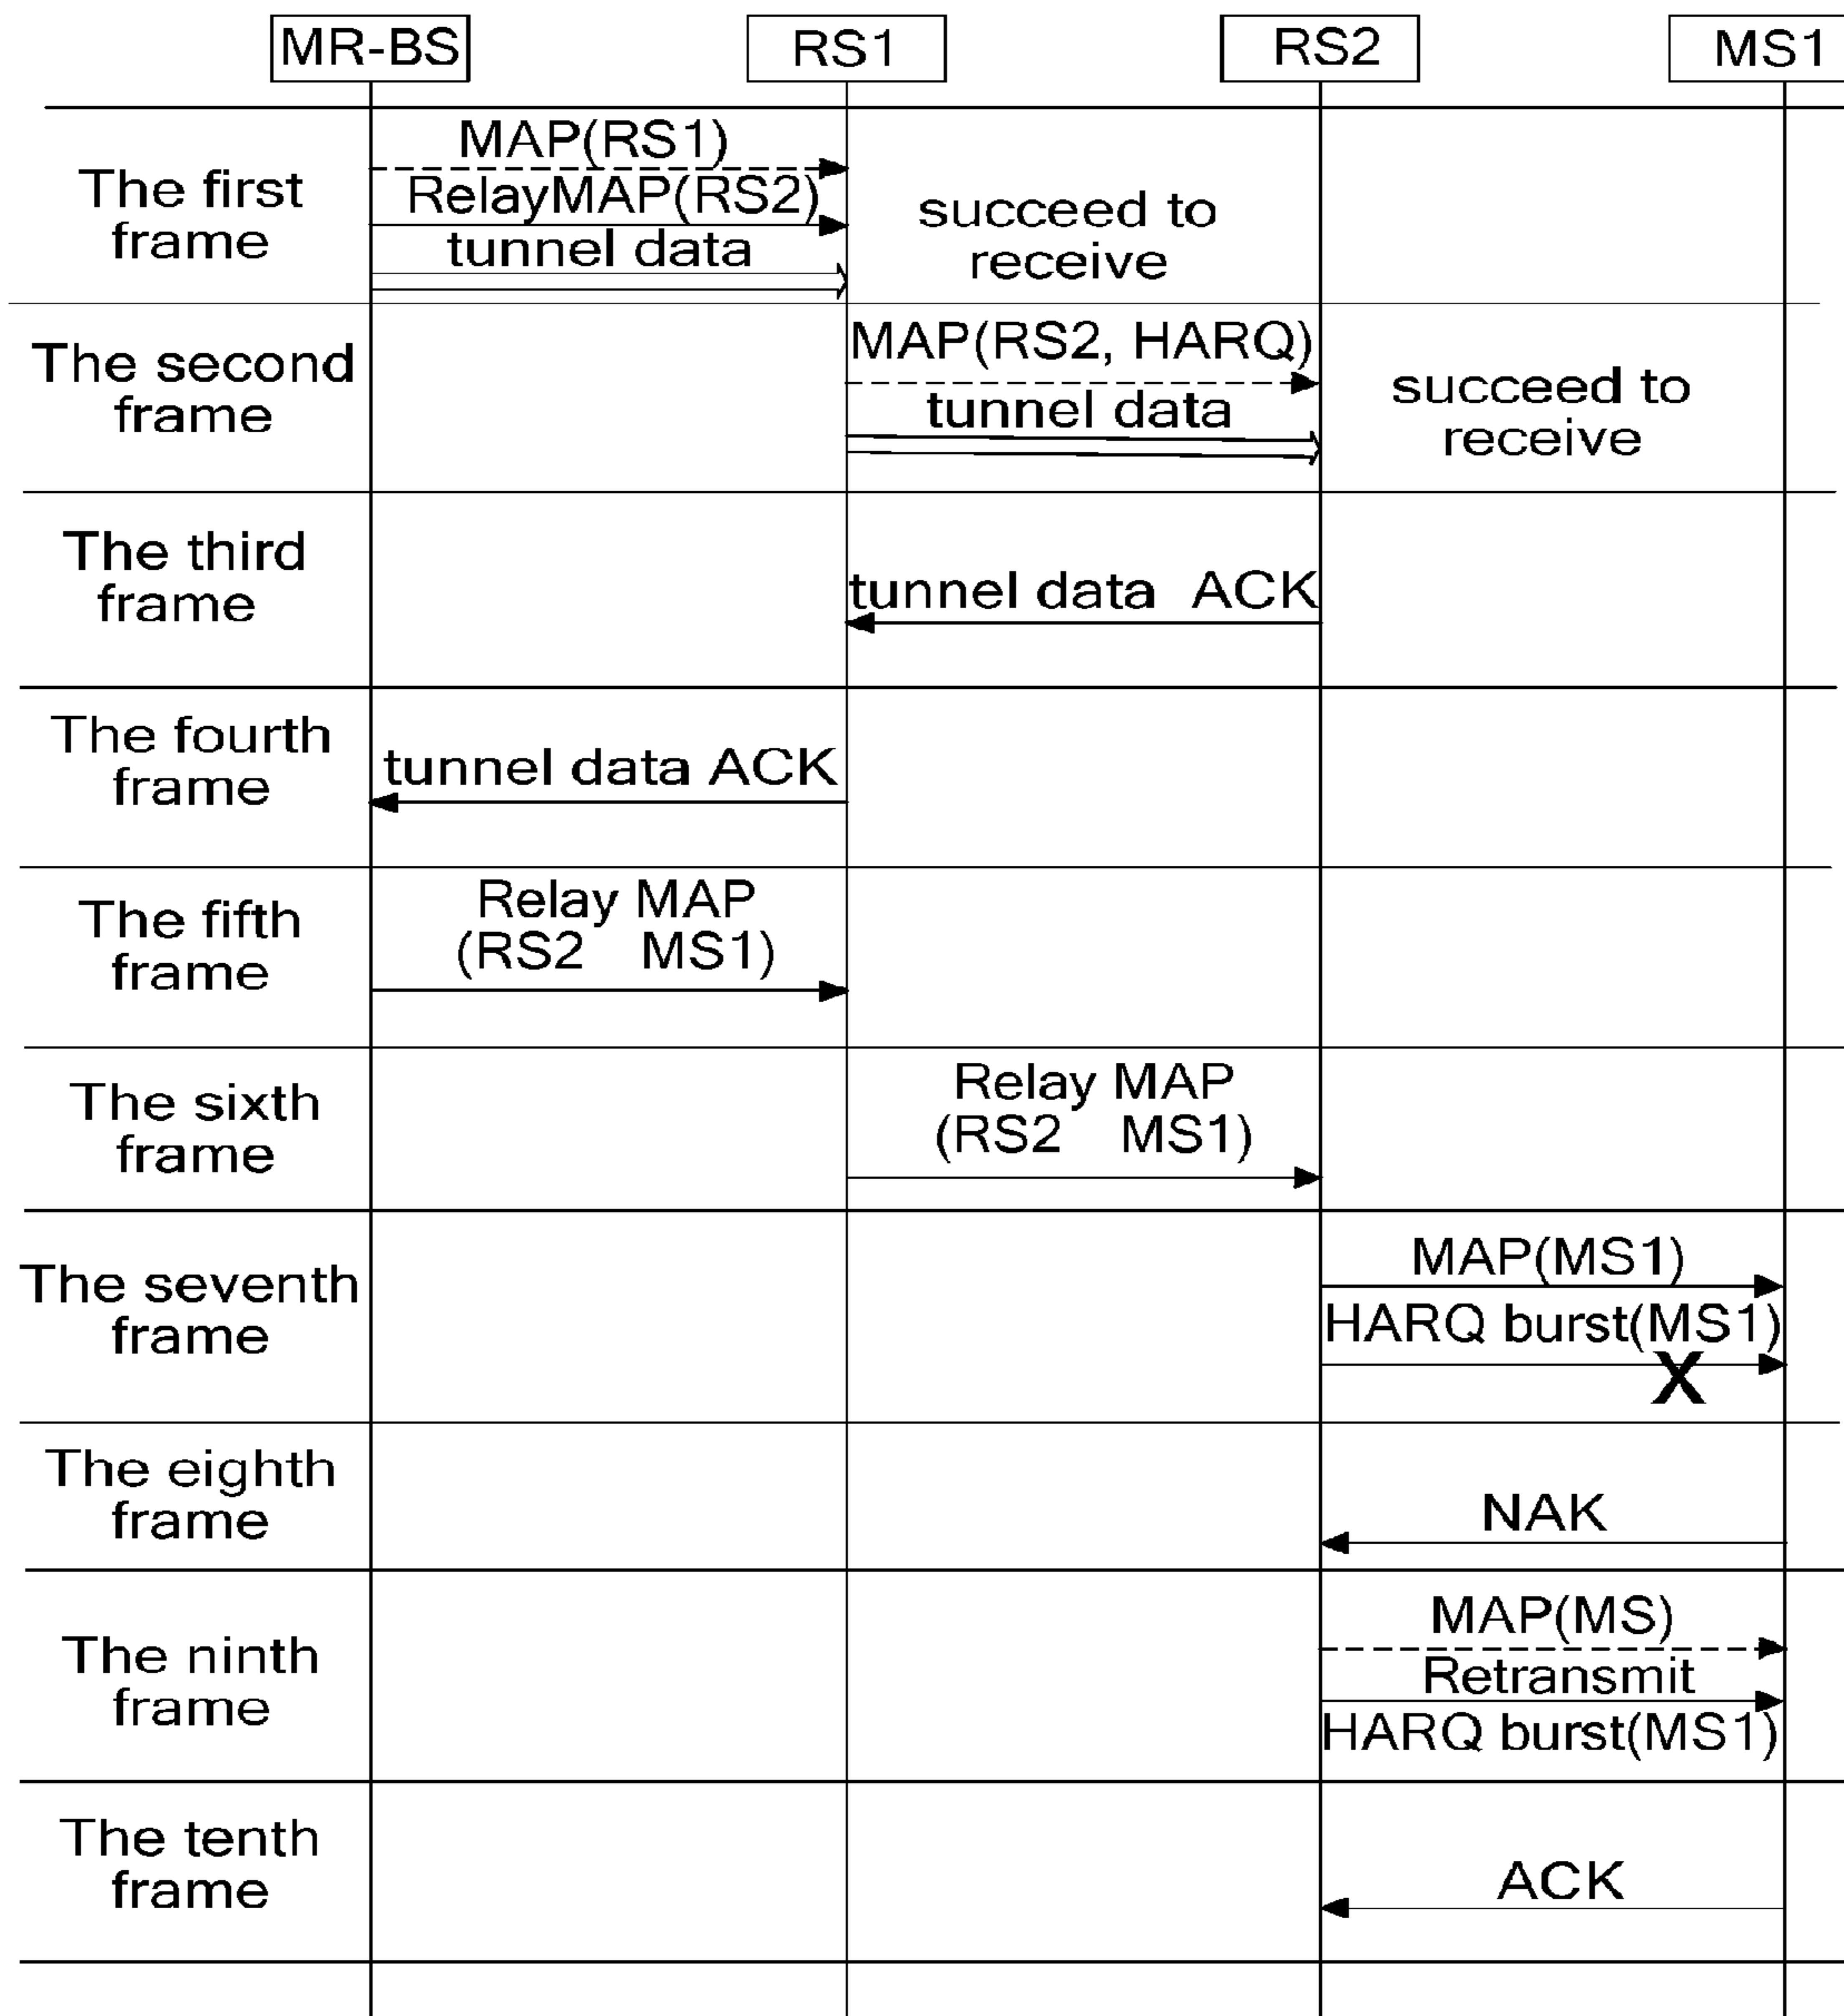 MR-BS
RS1
RS2
MS1
The first
frame
MAP(RS1)
RelayMAP(RS2)
tunnel data
succeed to
receive
The second
frame
MAP(RS2, HARQ)
tunnel data
succeed to
receive
The third
frame
tunnel data ACK
The fourth
frame
tunnel data ACK
The fifth
frame
Relay MAP
(RS2 MS1)
The sixth
frame
Relay MAP
(RS2 MS1)
The seventh
frame
MAP(MS1)
HARQ burst(MS1)
X
The eighth
frame
NAK
The ninth
frame
MAP(MS)
Retransmit
HARQ burst(MS1)
The tenth
frame
ACK